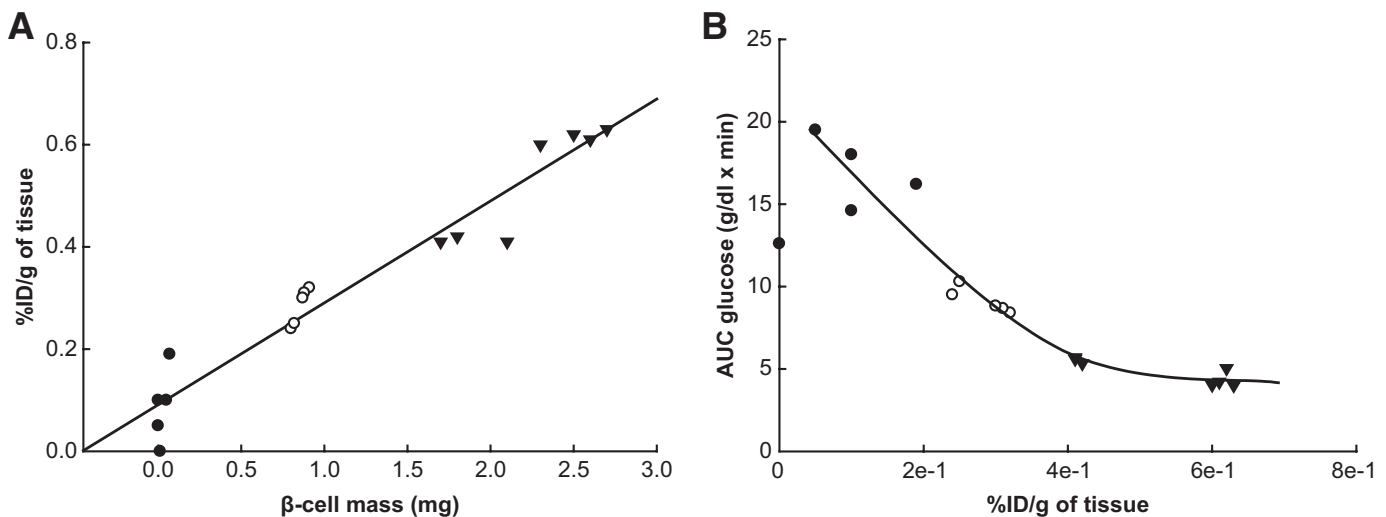 A
0.8
0.6
0.4
0.2
0.0
%ID/g of tissue
0.0 0.5 1.0 1.5 2.0 2.5 3.0
β-cell mass (mg)
B
25
20
15
10
5
0
AUC glucose (g/dl x min)
0 2e-1 4e-1 6e-1 8e-1
%ID/g of tissue